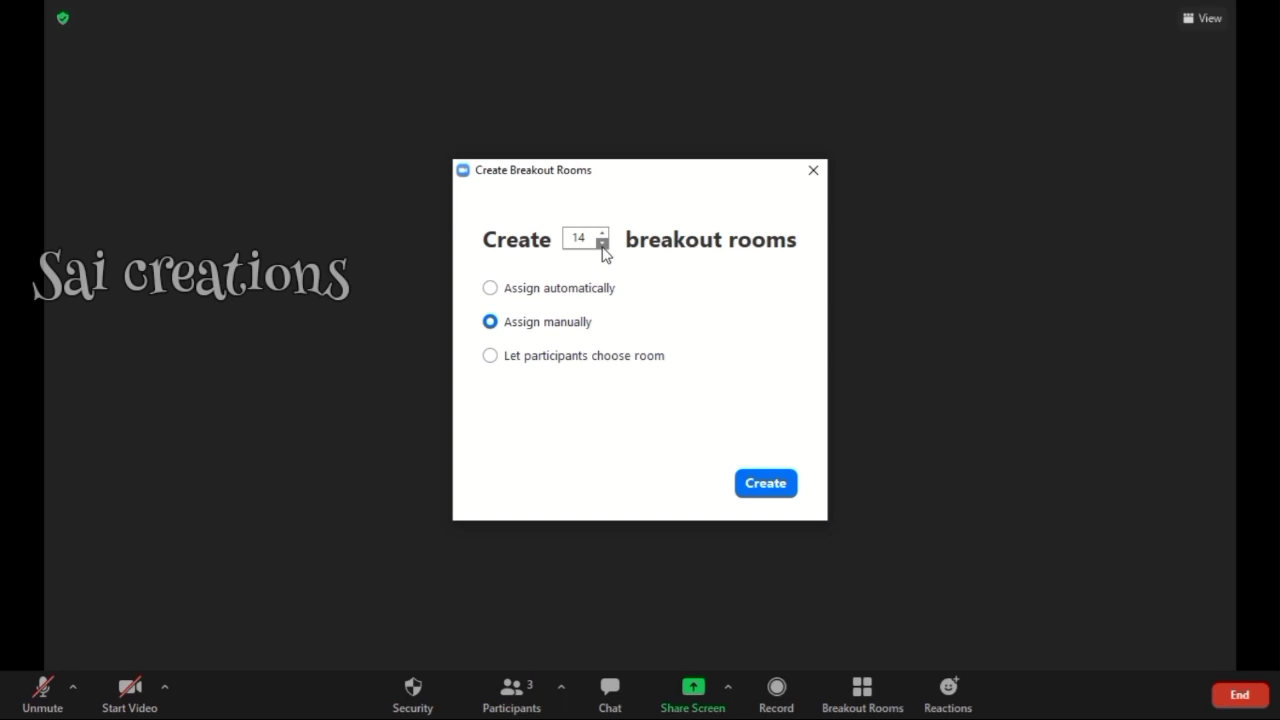 View
Create Breakout Rooms
Create 14 breakout rooms
Sai creations
Assign automatically
Assign manually
Let participants choose room
Create
3
Unmute Start Video Security Participants Chat Share Screen Record Breakout Rooms Reactions End